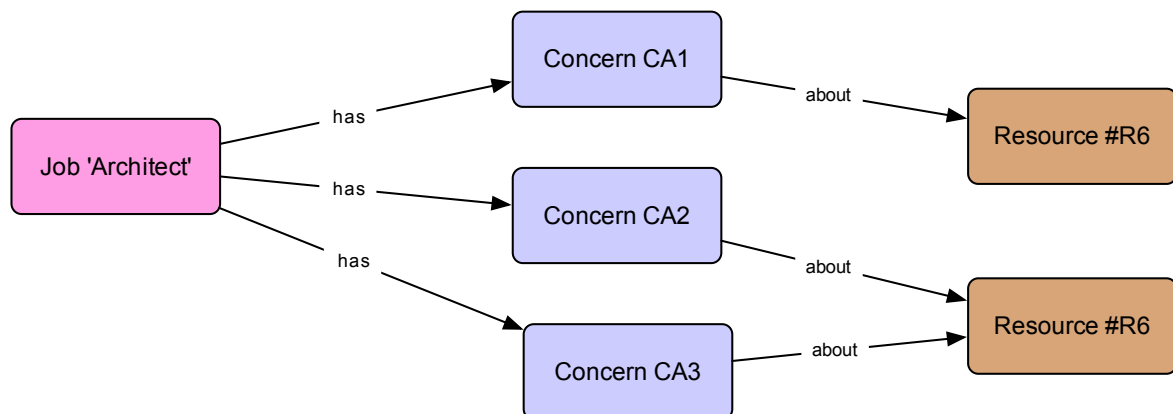 Concern CA1
about
has
Job 'Architect'
Resource #R6
has
Concern CA2
has
about
Resource #R6
about
Concern CA3